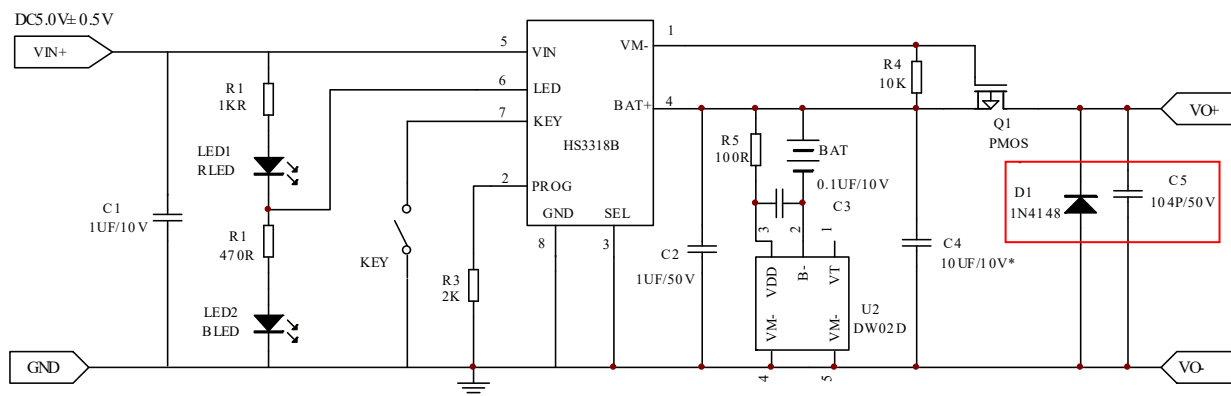 DC5.0V± 0.5V
VIN+
R1
1KR
LED1
RLED
C1
1UF/10V
R1
470R
LED2
BLED
GND
KEY
R3
2K
5
6
7
2
VIN
LED
KEY
PROG
HS3318B
VM-
BAT+
GND
SEL
8
3
1
4
C2
1UF/50V
R5
100R
BAT
0.1UF/10V
C3
3
2
1
VDD
B-
VT
VM-
VM-
4
5
U2
DW02D
R4
10K
C4
10UF/10V*
Q1
PMOS
D1
1N4148
C5
104P/50V
VO+
VO-